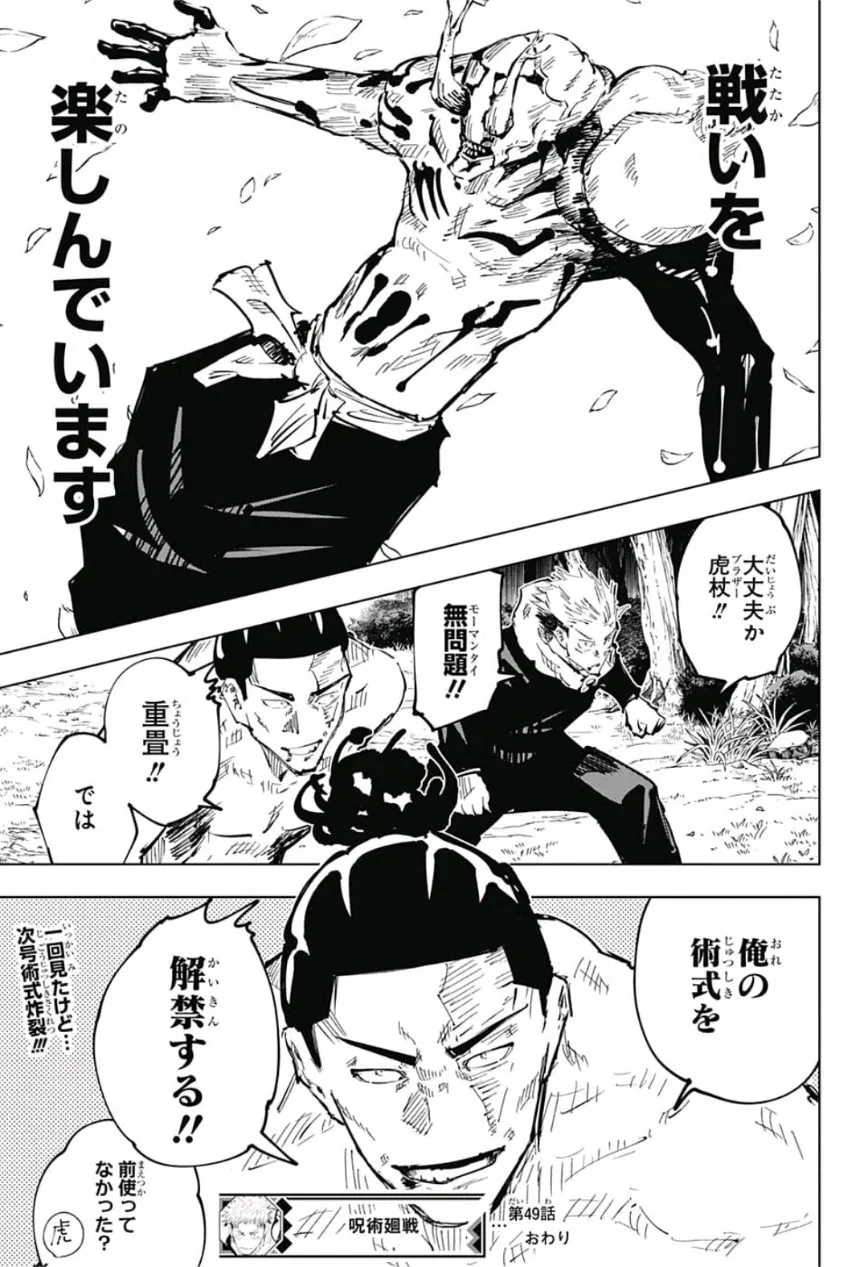 戦いを
楽しんでいます
大丈夫か
虎杖!!
無問題!!
重畳!!
では
俺の
術式を
解禁する!!
一回見たけど…
次号術式炸裂!!!
前使って
なかった?
虎
呪術廻戦
第49話
…
おわり